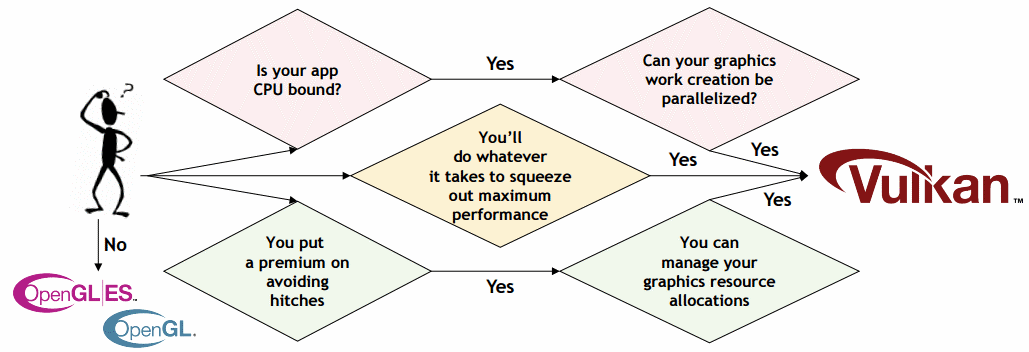 Is your app
CPU bound?
Yes
Can your graphics
work creation be
parallelized?
Yes
?
You'll
do whatever
it takes to squeeze
out maximum
performance
Yes
Vulkan™
No
You put
a premium on
avoiding
hitches
Yes
You can
manage your
graphics resource
allocations
Yes
OpenGL|ES™
OpenGL.